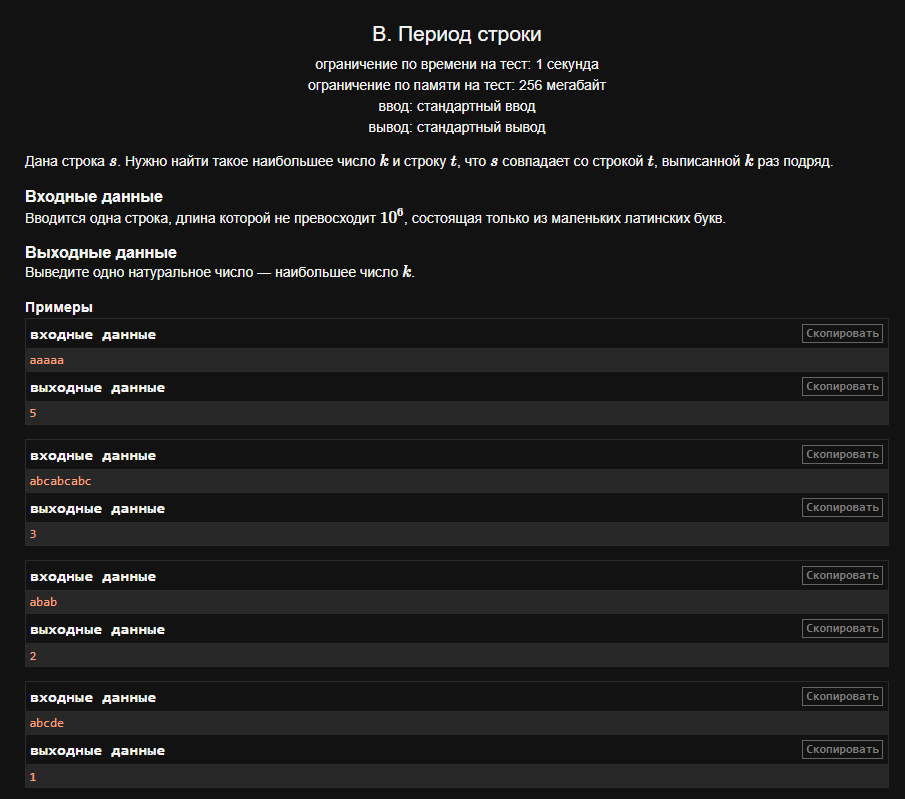 B. Период строки
ограничение по времени на тест: 1 секунда
ограничение по памяти на тест: 256 мегабайт
ввод: стандартный ввод
вывод: стандартный вывод
Дана строка s. Нужно найти такое наибольшее число k и строку t, что s совпадает со строкой t, выписанной k раз подряд.
Входные данные
Вводится одна строка, длина которой не превосходит 10⁶, состоящая только из маленьких латинских букв.
Выходные данные
Выведите одно натуральное число — наибольшее число k.
Примеры
входные данные Скопировать
aaaaa
выходные данные Скопировать
5
входные данные Скопировать
abcabcabc
выходные данные Скопировать
3
входные данные Скопировать
abab
выходные данные Скопировать
2
входные данные Скопировать
abcde
выходные данные Скопировать
1